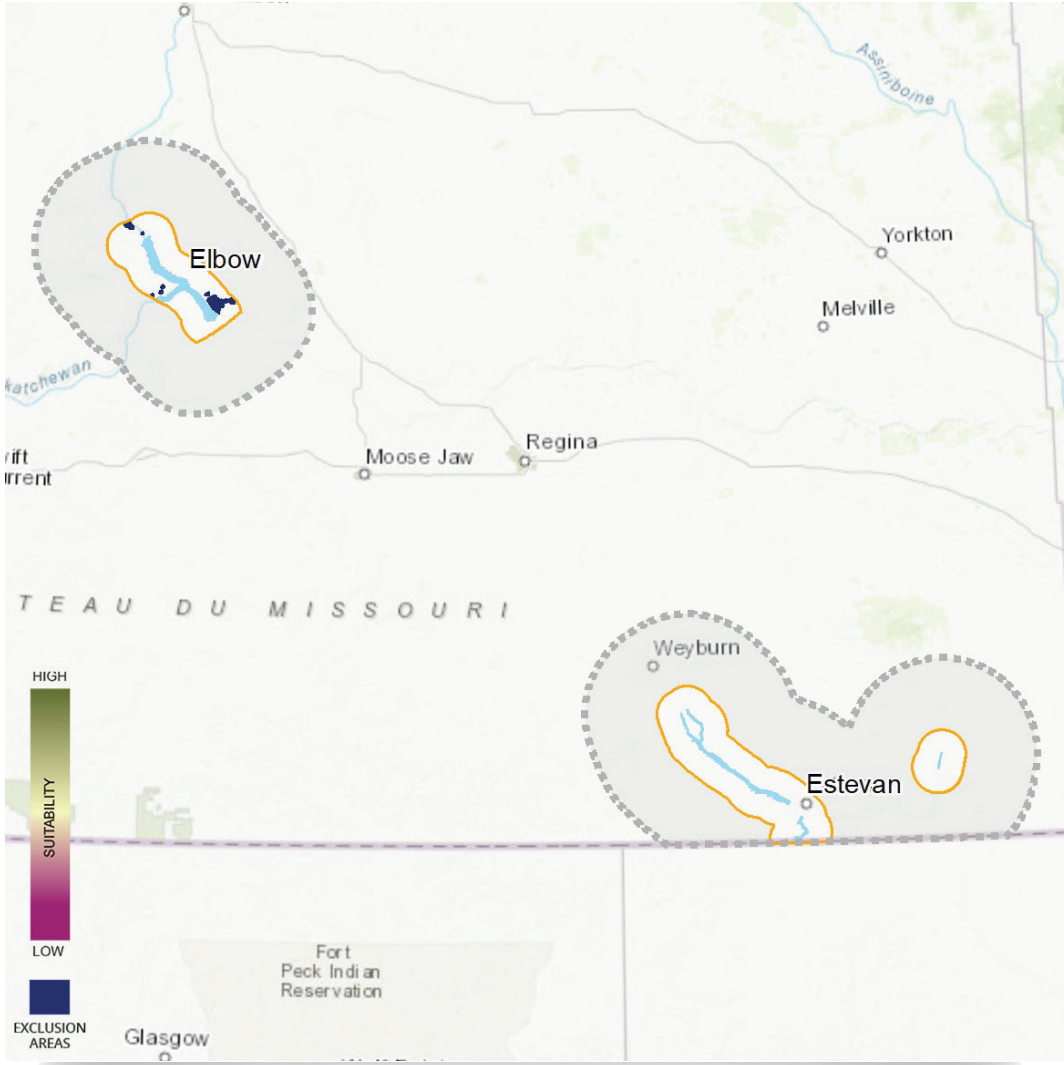 Assiniboine
Yorkton
Elbow
Melville
katchewan
Regina
Moose Jaw
ift
urrent
TEAU DU MISSOURI
Weyburn
HIGH
SUITABILITY
LOW
Estevan
EXCLUSION
AREAS
Fort
Peck Indian
Reservation
Glasgow